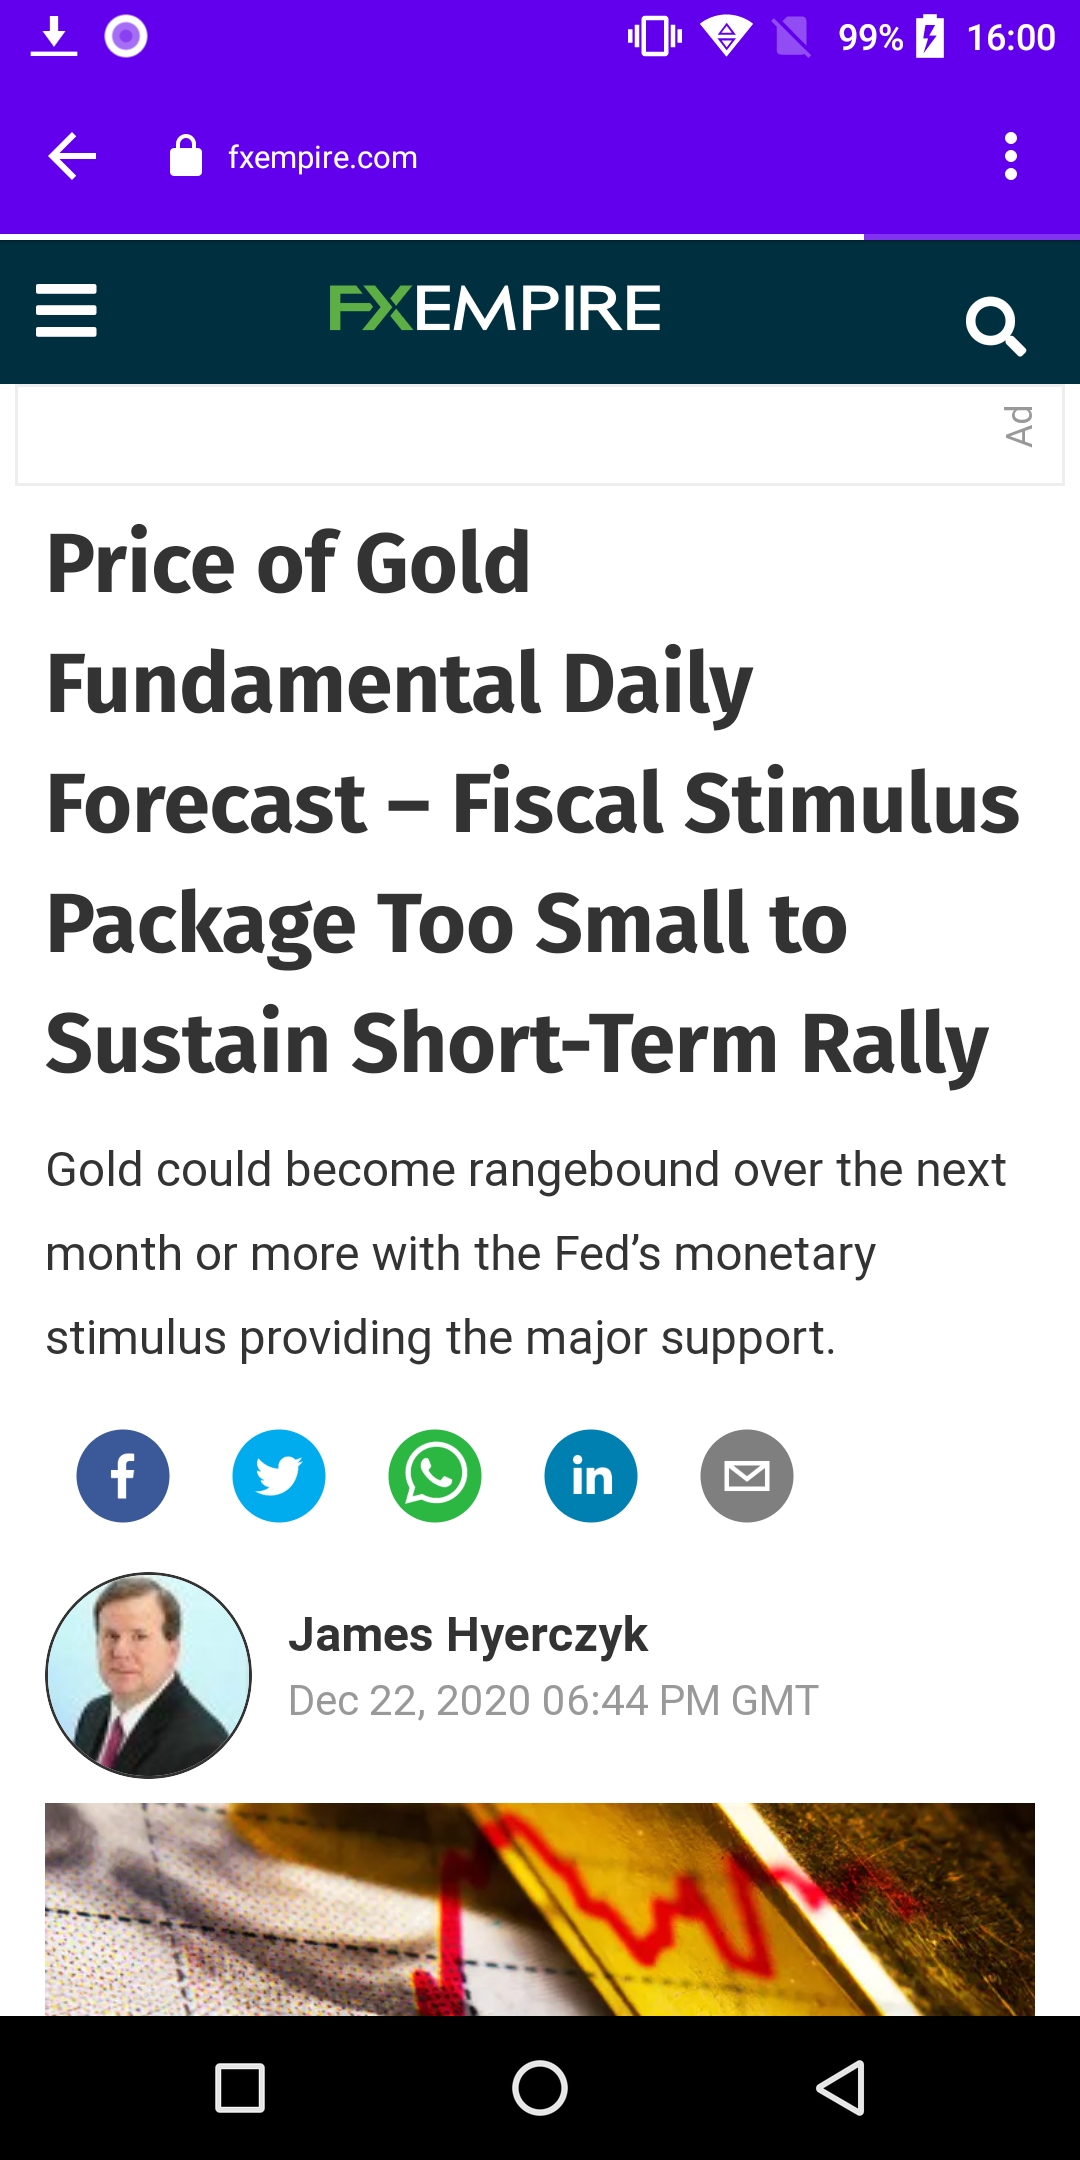 99% 16:00
fxempire.com
FXEMPIRE
Ad
Price of Gold
Fundamental Daily
Forecast – Fiscal Stimulus
Package Too Small to
Sustain Short-Term Rally
Gold could become rangebound over the next
month or more with the Fed’s monetary
stimulus providing the major support.
James Hyerczyk
Dec 22, 2020 06:44 PM GMT